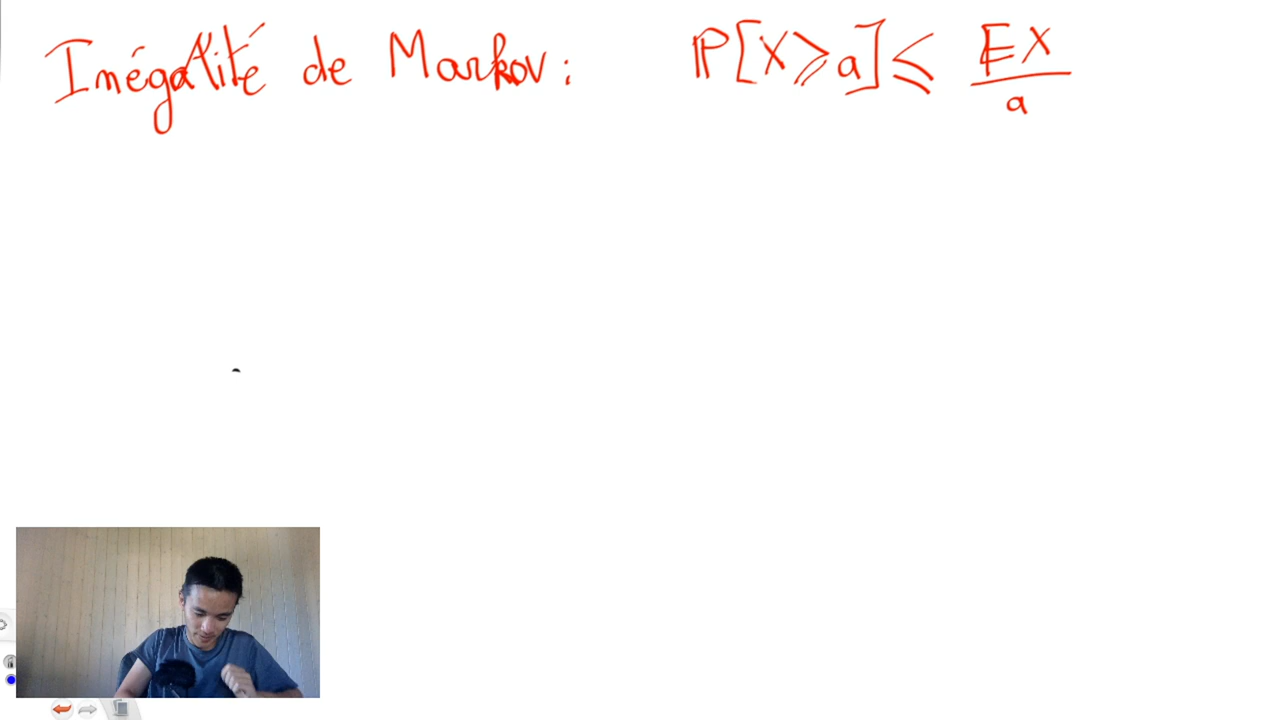 Inégalité de Markov : ℙ[X⩾a] ≤ EX/a